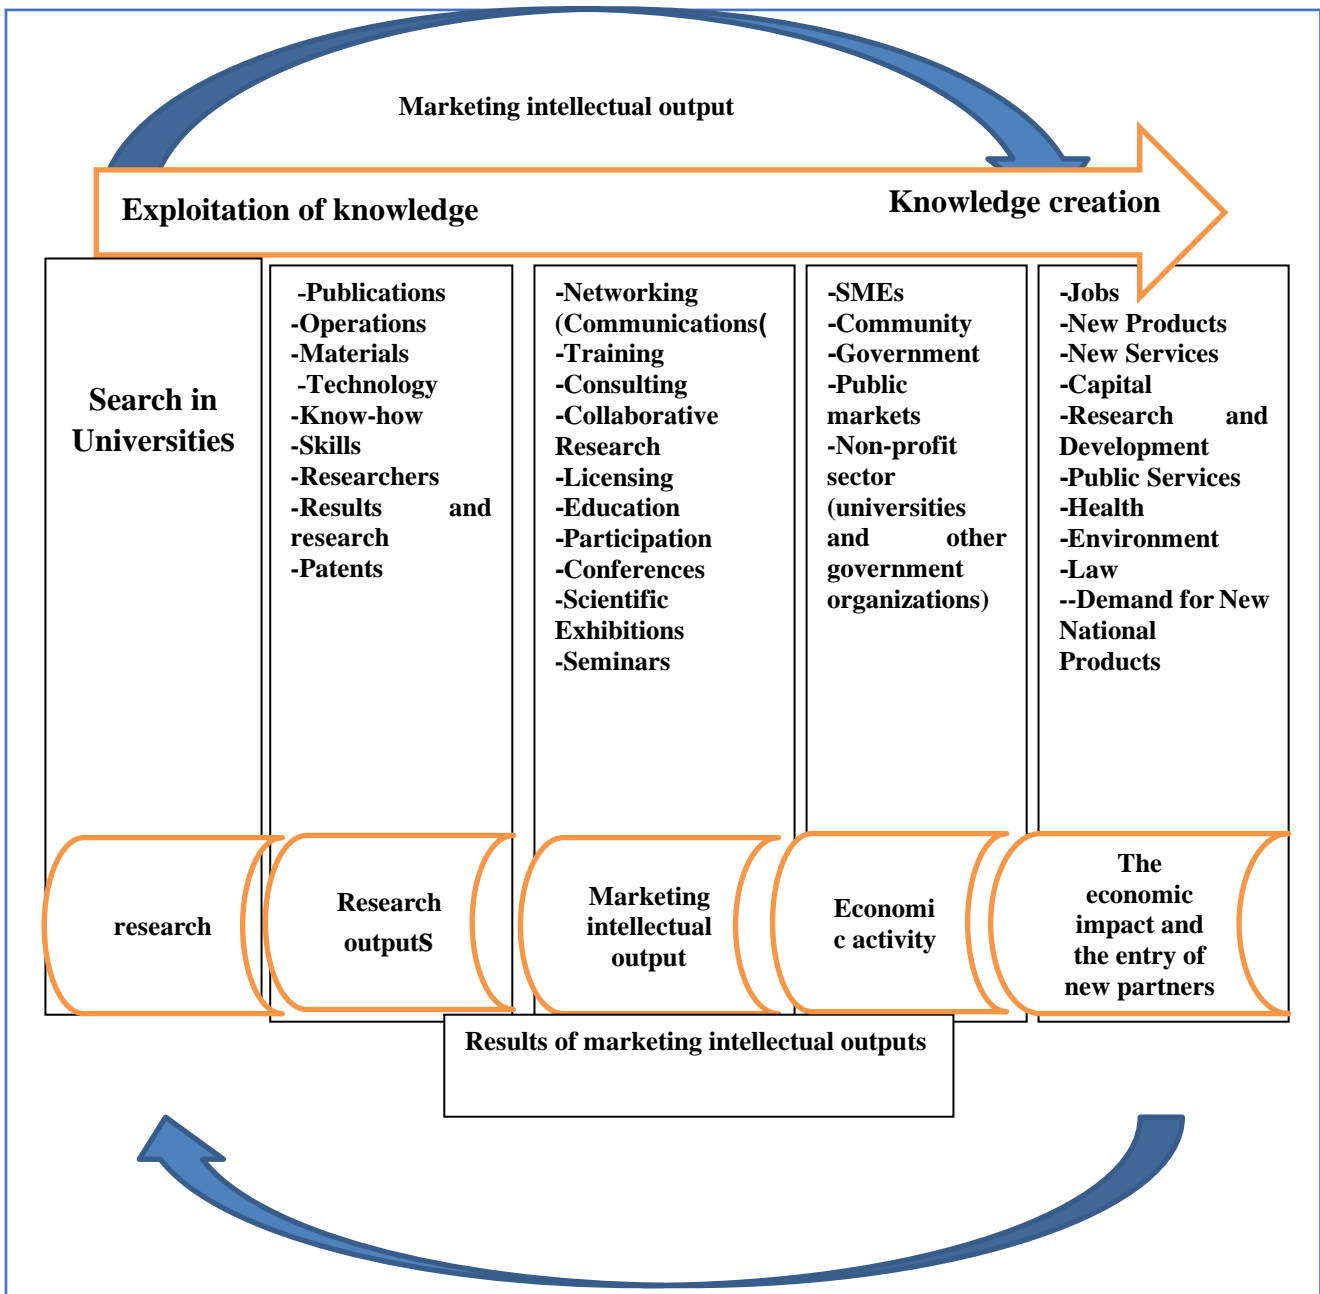 Marketing intellectual output
Exploitation of knowledge
Knowledge creation
Search in
Universities
-Publications
-Operations
-Materials
-Technology
-Know-how
-Skills
-Researchers
-Results and
research
-Patents
-Networking
(Communications(
-Training
-Consulting
-Collaborative
Research
-Licensing
-Education
-Participation
-Conferences
-Scientific
Exhibitions
-Seminars
-SMEs
-Community
-Government
-Public
markets
-Non-profit
sector
(universities
and other
government
organizations)
-Jobs
-New Products
-New Services
-Capital
-Research and
Development
-Public Services
-Health
-Environment
-Law
--Demand for New
National
Products
research
Research
outputS
Marketing
intellectual
output
Economi
c activity
The
economic
impact and
the entry of
new partners
Results of marketing intellectual outputs